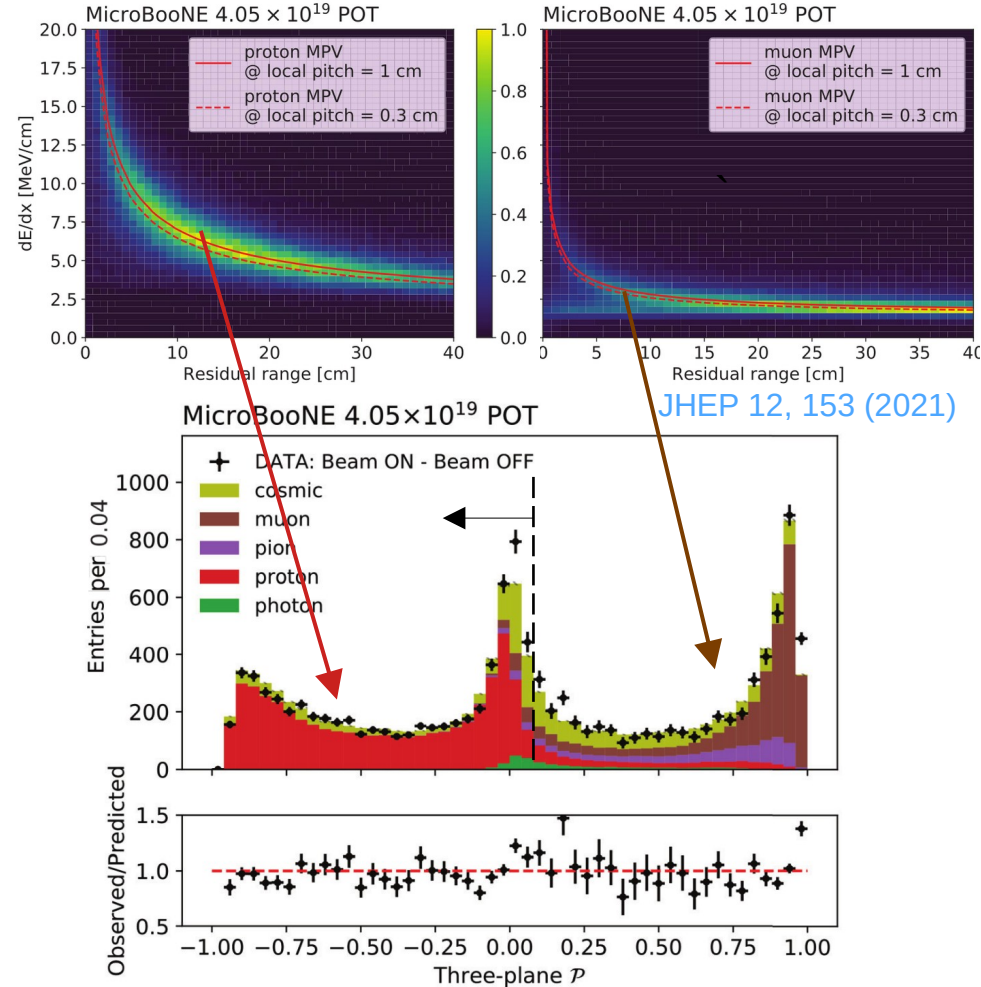 MicroBooNE 4.05 × 10¹⁹ POT
MicroBooNE 4.05 × 10¹⁹ POT
20.0
17.5
15.0
12.5
10.0
7.5
5.0
2.5
0.0
dE/dx [MeV/cm]
proton MPV
@ local pitch = 1 cm
proton MPV
@ local pitch = 0.3 cm
0 10 20 30 40
Residual range [cm]
1.0
0.8
0.6
0.4
0.2
0.0
muon MPV
@ local pitch = 1 cm
muon MPV
@ local pitch = 0.3 cm
0 5 10 15 20 25 30 35 40
Residual range [cm]
JHEP 12, 153 (2021)
MicroBooNE 4.05×10¹⁹ POT
DATA: Beam ON - Beam OFF
cosmic
muon
pion
proton
photon
1000
800
600
400
200
0
Entries per 0.04
1.5
1.0
0.5
Observed/Predicted
−1.00 −0.75 −0.50 −0.25 0.00 0.25 0.50 0.75 1.00
Three-plane 𝒫